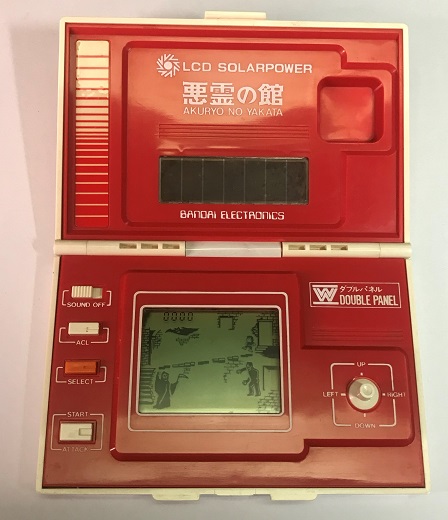 LCD SOLARPOWER
悪霊の館
AKURYO NO YAKATA
BANDAI ELECTRONICS
SOUND OFF
ACL
SELECT
START
ATTACK
0000
W ダブルパネル
DOUBLE PANEL
UP
LEFT
RIGHT
DOWN